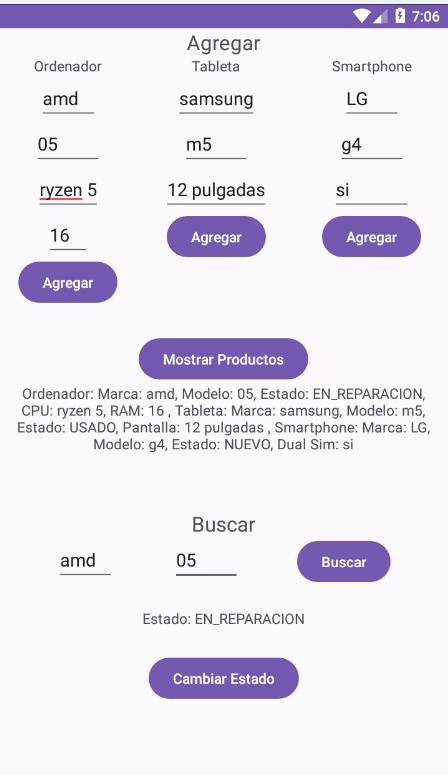 7:06
Agregar
Ordenador Tableta Smartphone
amd samsung LG
05 m5 g4
ryzen 5 12 pulgadas si
16 Agregar Agregar
Agregar
Mostrar Productos
Ordenador: Marca: amd, Modelo: 05, Estado: EN_REPARACION,
CPU: ryzen 5, RAM: 16 , Tableta: Marca: samsung, Modelo: m5,
Estado: USADO, Pantalla: 12 pulgadas , Smartphone: Marca: LG,
Modelo: g4, Estado: NUEVO, Dual Sim: si
Buscar
amd 05 Buscar
Estado: EN_REPARACION
Cambiar Estado